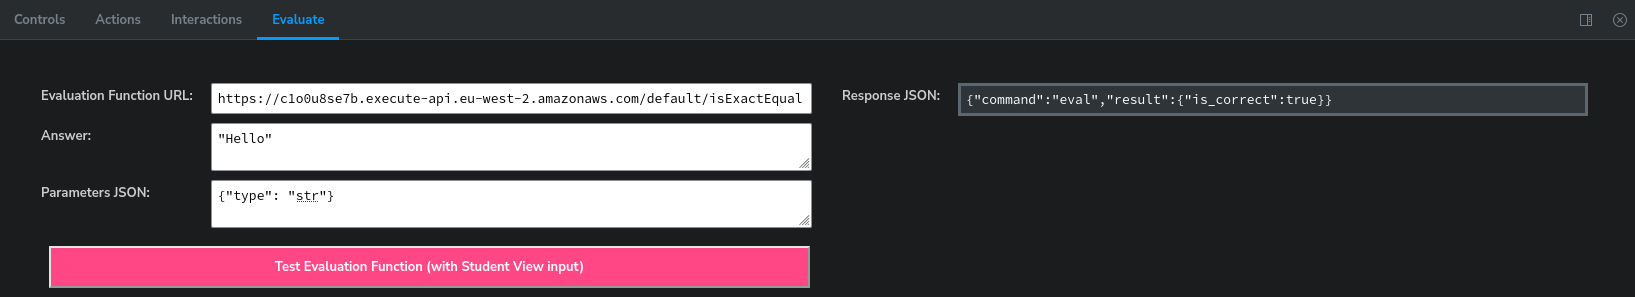 Controls Actions Interactions Evaluate
Evaluation Function URL: https://c1o0u8se7b.execute-api.eu-west-2.amazonaws.com/default/isExactEqual
Response JSON: {"command":"eval","result":{"is_correct":true}}
Answer: "Hello"
Parameters JSON: {"type": "str"}
Test Evaluation Function (with Student View input)